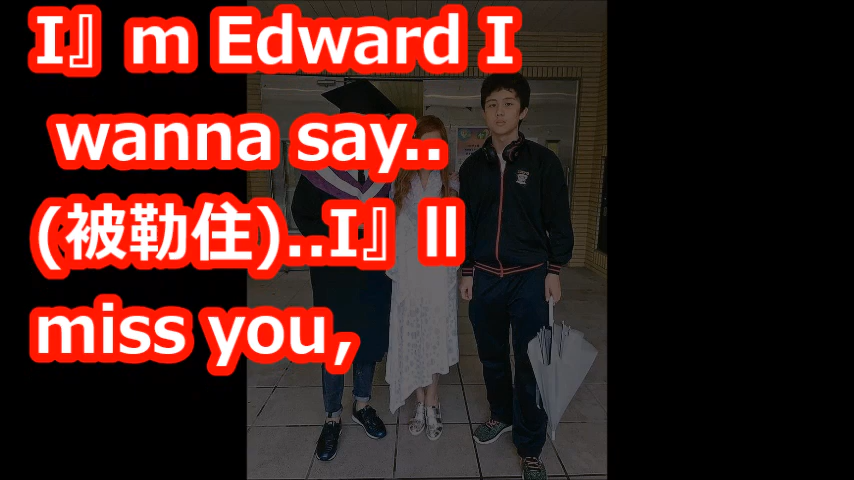 I』m Edward I
wanna say..
(被勒住)..I』ll
miss you,